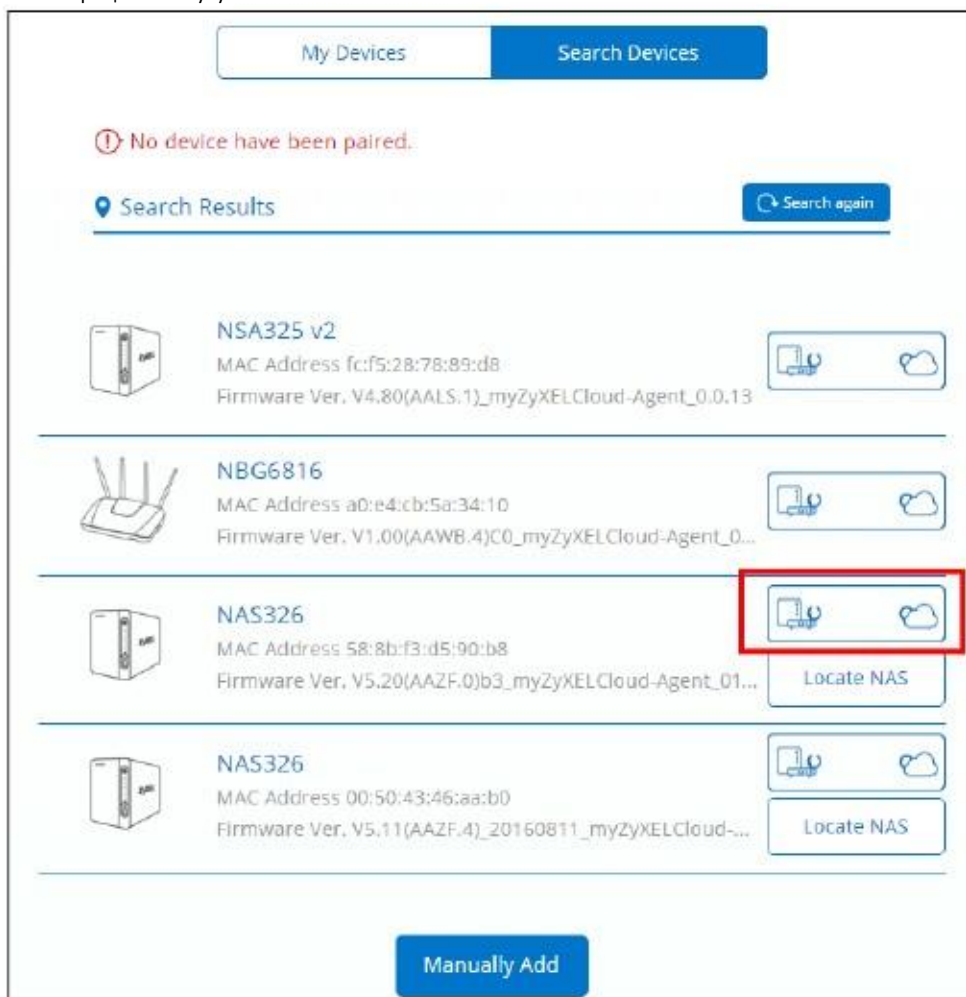 My Devices
Search Devices
No device have been paired.
Search Results
Search again
NSA325 v2
MAC Address fc:f5:28:78:89:d8
Firmware Ver. V4.80(AALS.1)_myZyXELCloud-Agent_0.0.13
NBG6816
MAC Address a0:e4:cb:5a:34:10
Firmware Ver. V1.00(AAWB.4)C0_myZyXELCloud-Agent_0...
NAS326
MAC Address 58:8b:f3:d5:90:b8
Firmware Ver. V5.20(AAZF.0)b3_myZyXELCloud-Agent_01...
Locate NAS
NAS326
MAC Address 00:50:43:46:aa:b0
Firmware Ver. V5.11(AAZF.4)_20160811_myZyXELCloud-...
Locate NAS
Manually Add